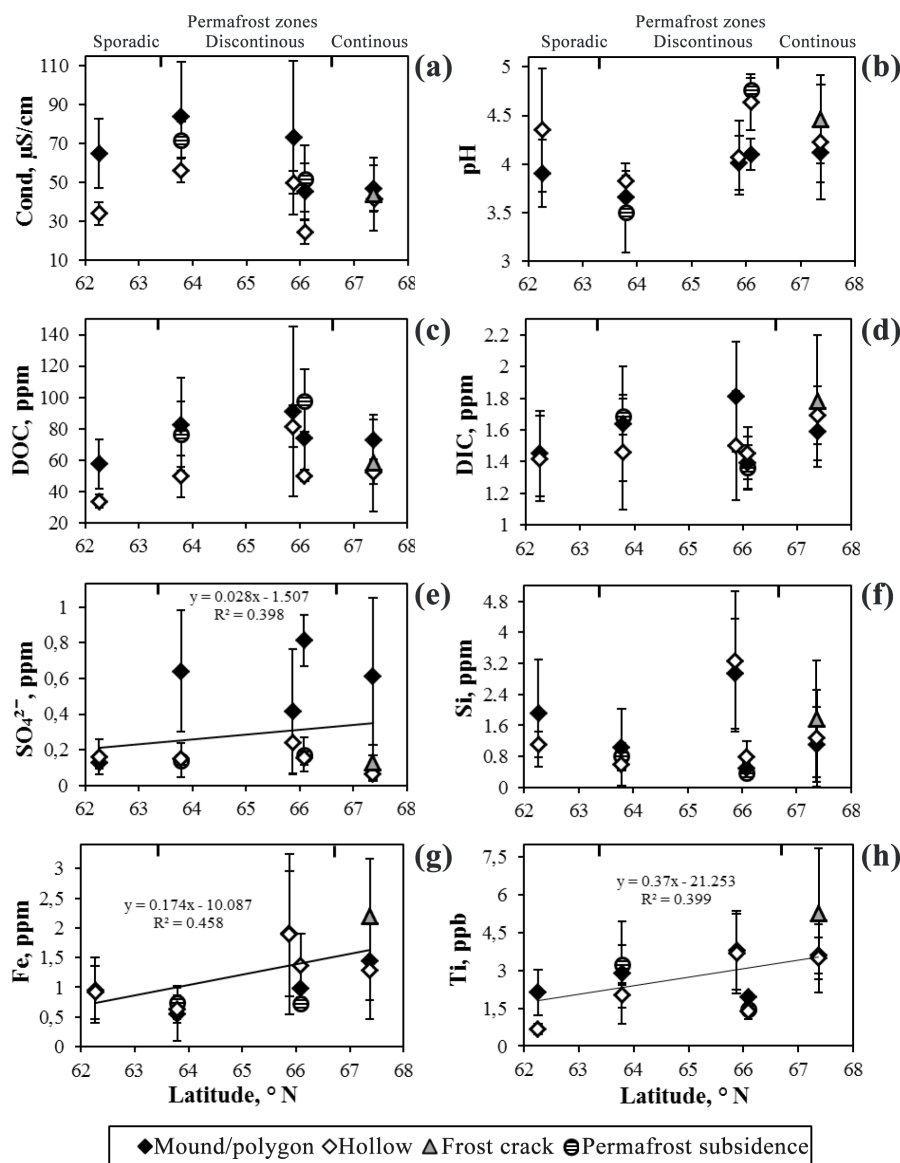 Permafrost zones
Sporadic Discontinous Continous
Permafrost zones
Sporadic Discontinous Continous
(a)
Cond, µS/cm
110
90
70
50
30
10
62 63 64 65 66 67 68
(b)
pH
5
4.5
4
3.5
3
62 63 64 65 66 67 68
(c)
DOC, ppm
140
120
100
80
60
40
20
62 63 64 65 66 67 68
(d)
DIC, ppm
2.2
2
1.8
1.6
1.4
1.2
1
62 63 64 65 66 67 68
(e)
y = 0.028x - 1.507
R² = 0.398
SO₄²⁻, ppm
1
0,8
0,6
0,4
0,2
0
62 63 64 65 66 67 68
(f)
Si, ppm
4.8
4
3.2
2.4
1.6
0.8
0
62 63 64 65 66 67 68
(g)
y = 0.174x - 10.087
R² = 0.458
Fe, ppm
3
2,5
2
1,5
1
0,5
0
62 63 64 65 66 67 68
Latitude, ° N
(h)
y = 0.37x - 21.253
R² = 0.399
Ti, ppb
7,5
6
4,5
3
1,5
0
62 63 64 65 66 67 68
Latitude, ° N
Mound/polygon Hollow Frost crack Permafrost subsidence